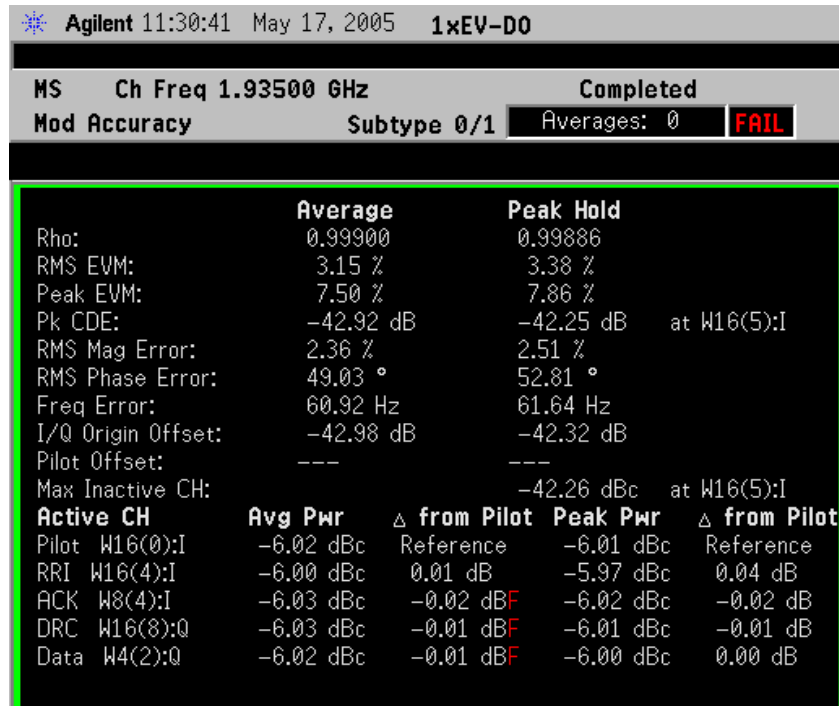 Agilent 11:30:41 May 17, 2005 1xEV-DO
MS Ch Freq 1.93500 GHz Completed
Mod Accuracy Subtype 0/1 Averages: 0 FAIL
Average Peak Hold
Rho: 0.99900 0.99886
RMS EVM: 3.15 % 3.38 %
Peak EVM: 7.50 % 7.86 %
Pk CDE: -42.92 dB -42.25 dB at W16(5):I
RMS Mag Error: 2.36 % 2.51 %
RMS Phase Error: 49.03 ° 52.81 °
Freq Error: 60.92 Hz 61.64 Hz
I/Q Origin Offset: -42.98 dB -42.32 dB
Pilot Offset: --- ---
Max Inactive CH: -42.26 dBc at W16(5):I
Active CH Avg Pwr △ from Pilot Peak Pwr △ from Pilot
Pilot W16(0):I -6.02 dBc Reference -6.01 dBc Reference
RRI W16(4):I -6.00 dBc 0.01 dB -5.97 dBc 0.04 dB
ACK W8(4):I -6.03 dBc -0.02 dBF -6.02 dBc -0.02 dB
DRC W16(8):Q -6.03 dBc -0.01 dBF -6.01 dBc -0.01 dB
Data W4(2):Q -6.02 dBc -0.01 dBF -6.00 dBc 0.00 dB